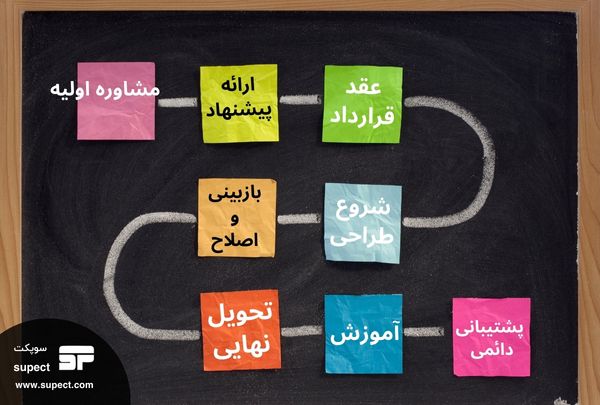 مشاوره اولیه
ارائه
پیشنهاد
عقد
قرارداد
شروع
طراحی
بازبینی
و
اصلاح
تحویل
نهایی
آموزش
پشتیبانی
دائمی
سوپکت
supect
www.supect.com